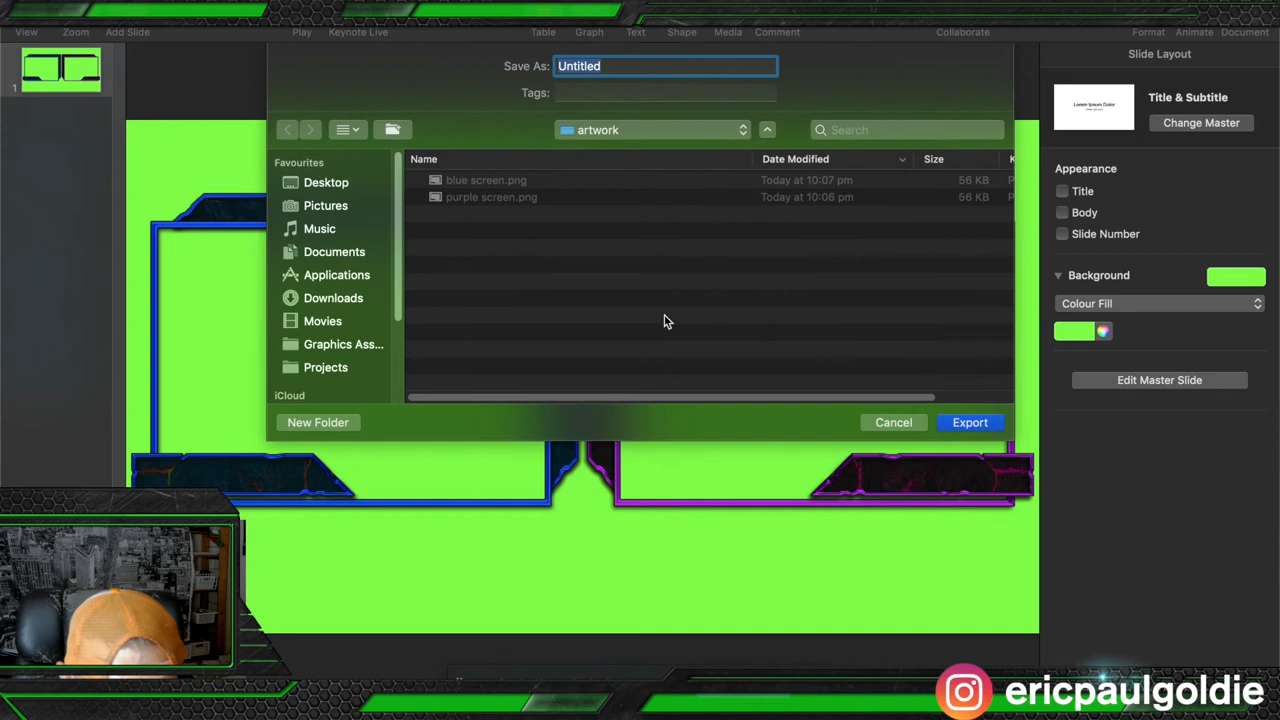 View Zoom Add Slide Play Keynote Live Table Graph Text Shape Media Comment Collaborate Format Animate Document
1
Save As: Untitled
Tags:
artwork
Search
Favourites
Desktop
Pictures
Music
Documents
Applications
Downloads
Movies
Graphics Ass...
Projects
iCloud
Name Date Modified Size K
blue screen.png Today at 10:07 pm 56 KB P
purple screen.png Today at 10:06 pm 56 KB P
New Folder Cancel Export
Slide Layout
Title & Subtitle
Lorem Ipsum Dolor
Change Master
Appearance
Title
Body
Slide Number
Background
Colour Fill
Edit Master Slide
ericpaulgoldie